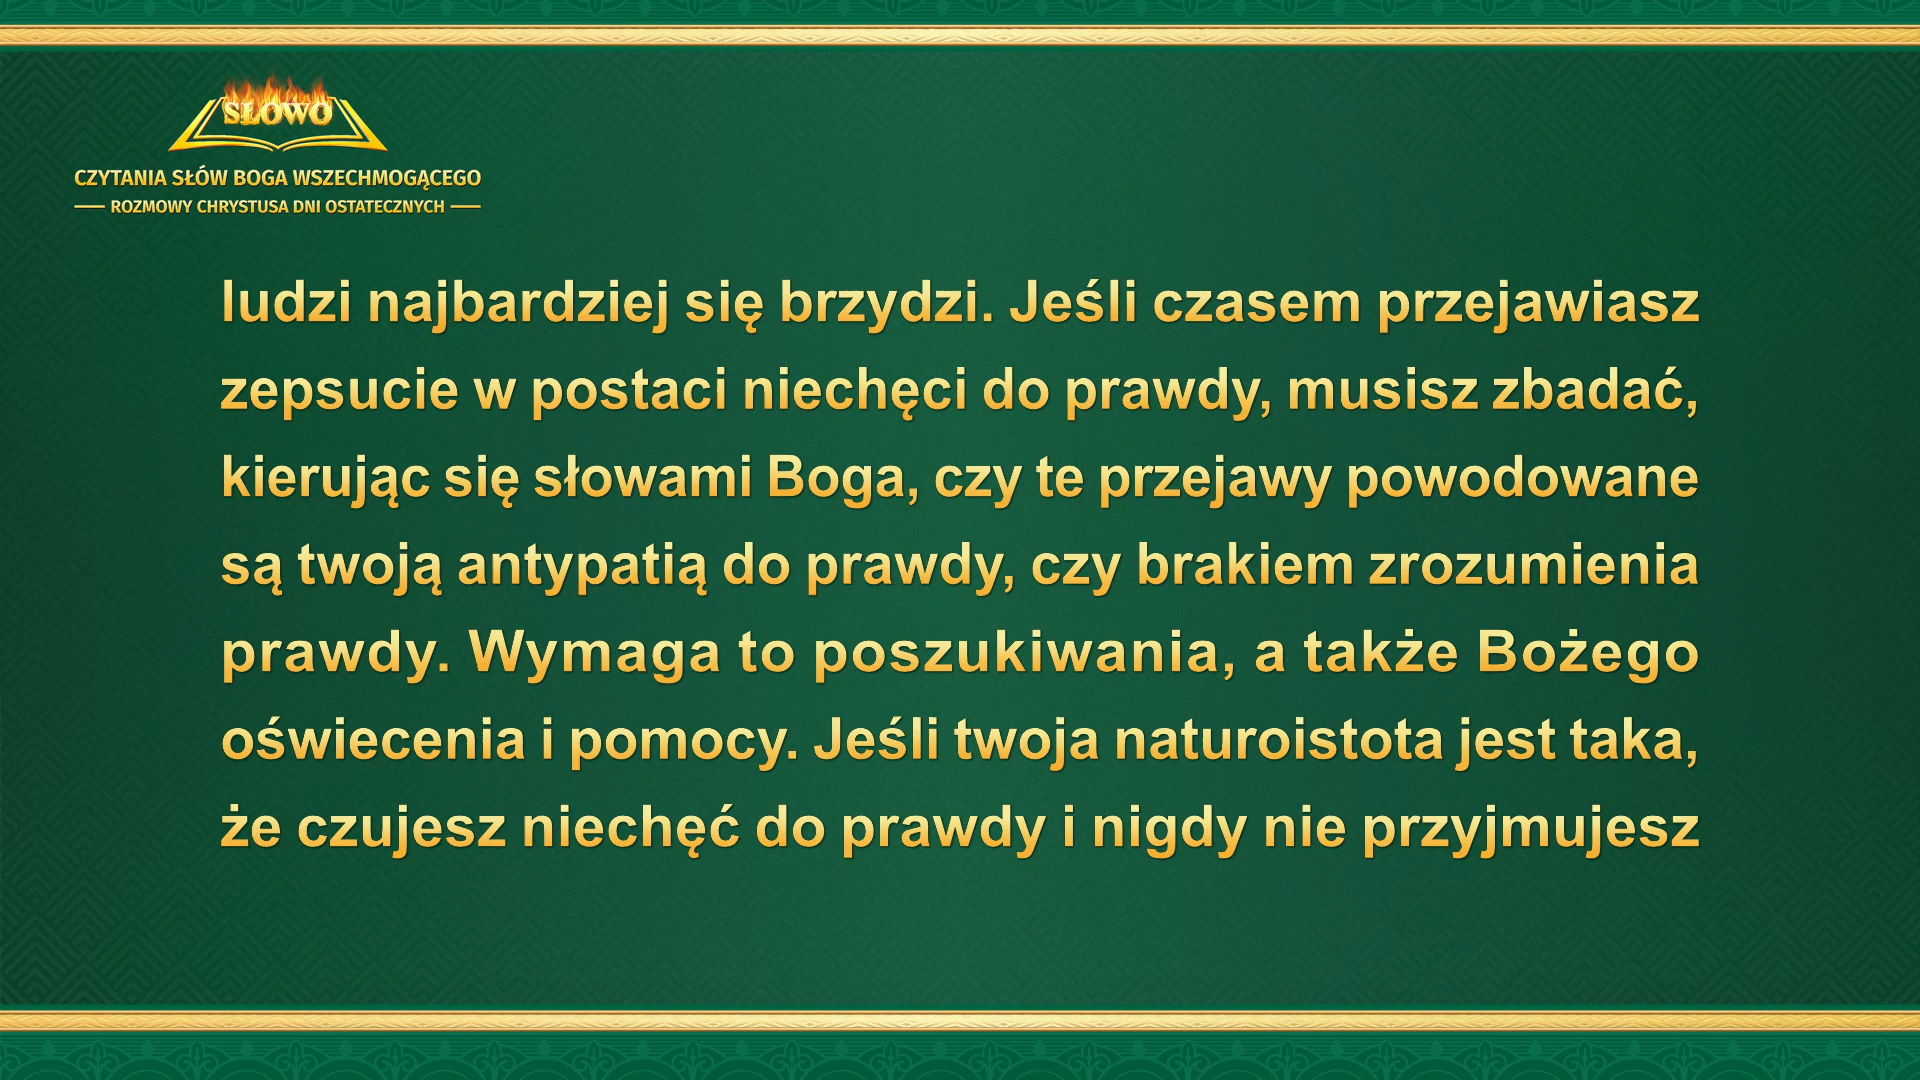 SŁOWO
CZYTANIA SŁÓW BOGA WSZECHMOGĄCEGO
ROZMOWY CHRYSTUSA DNI OSTATECZNYCH
ludzi najbardziej się brzydzi. Jeśli czasem przejawiasz
zepsucie w postaci niechęci do prawdy, musisz zbadać,
kierując się słowami Boga, czy te przejawy powodowane
są twoją antypatią do prawdy, czy brakiem zrozumienia
prawdy. Wymaga to poszukiwania, a także Bożego
oświecenia i pomocy. Jeśli twoja naturoistota jest taka,
że czujesz niechęć do prawdy i nigdy nie przyjmujesz